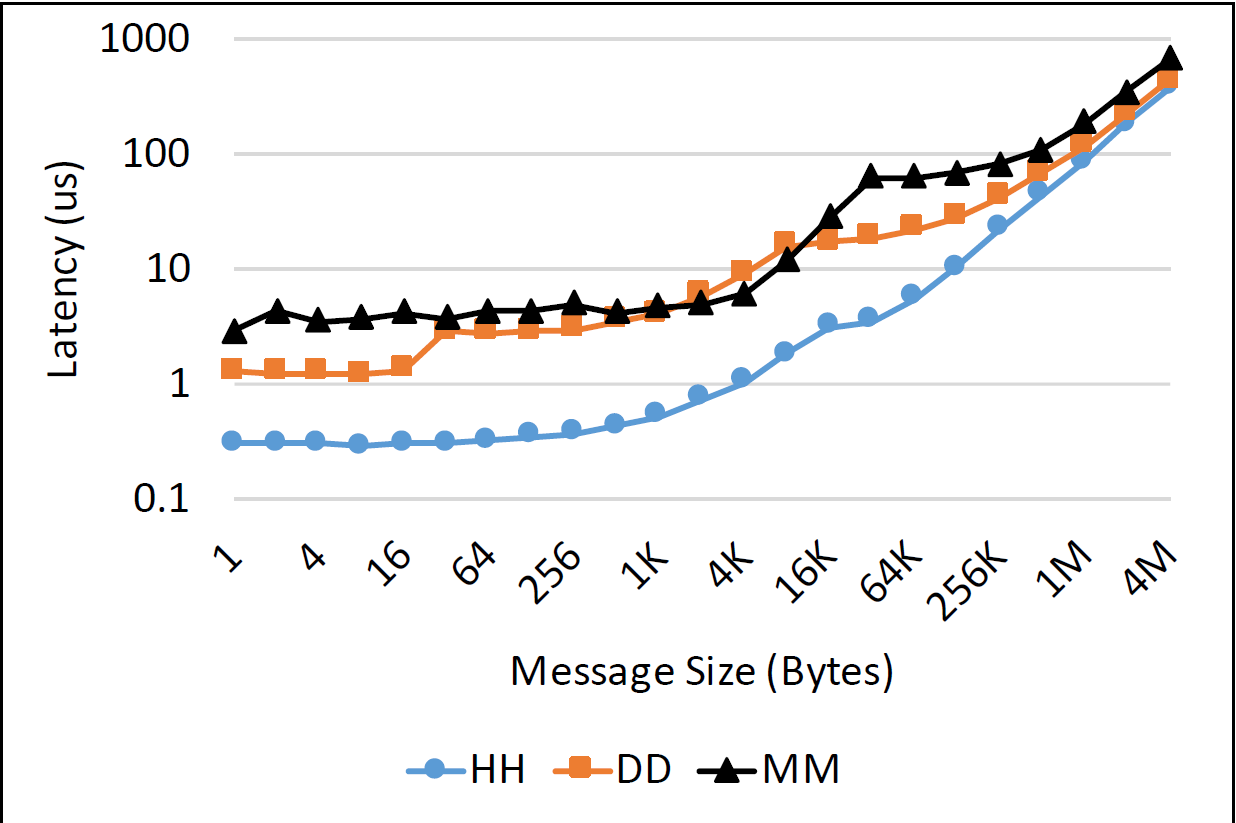 1000
100
10
1
0.1
Latency (us)
1 4 16 64 256 1K 4K 16K 64K 256K 1M 4M
Message Size (Bytes)
HH DD MM